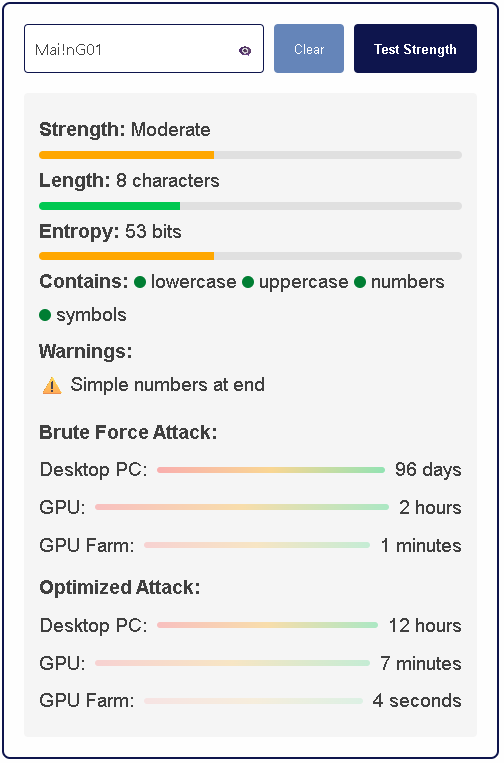 Mai!nG01
Clear
Test Strength
Strength: Moderate
Length: 8 characters
Entropy: 53 bits
Contains: lowercase uppercase numbers
symbols
Warnings:
Simple numbers at end
Brute Force Attack:
Desktop PC: 96 days
GPU: 2 hours
GPU Farm: 1 minutes
Optimized Attack:
Desktop PC: 12 hours
GPU: 7 minutes
GPU Farm: 4 seconds